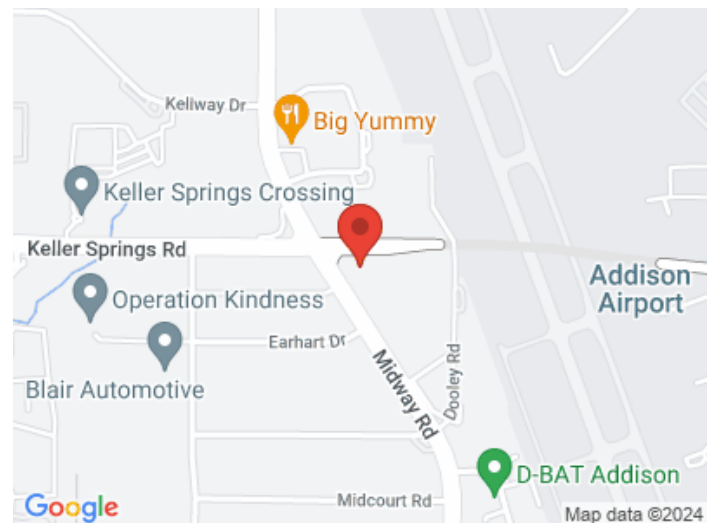 Keliway Dr
Big Yummy
Keller Springs Crossing
Keller Springs Rd
Addison
Airport
Operation Kindness
Earhart Dr
Blair Automotive
Midway Rd
Dooley Rd
D-BAT Addison
Midcourt Rd
Google
Map data ©2024